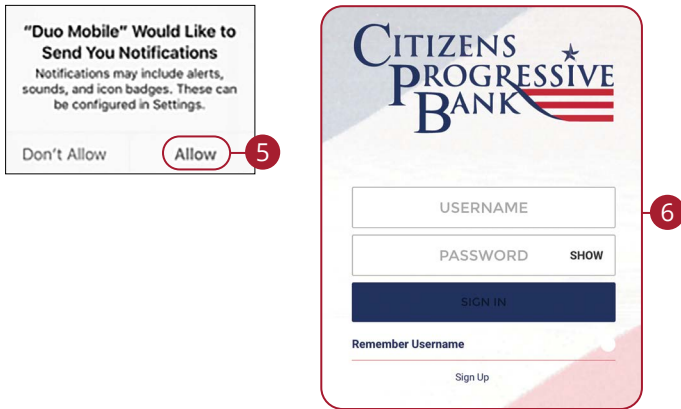 “Duo Mobile” Would Like to
Send You Notifications
Notifications may include alerts,
sounds, and icon badges. These can
be configured in Settings.
Don’t Allow
Allow
5
CITIZENS
PROGRESSIVE
BANK
USERNAME
PASSWORD
SHOW
6
SIGN IN
Remember Username
Sign Up